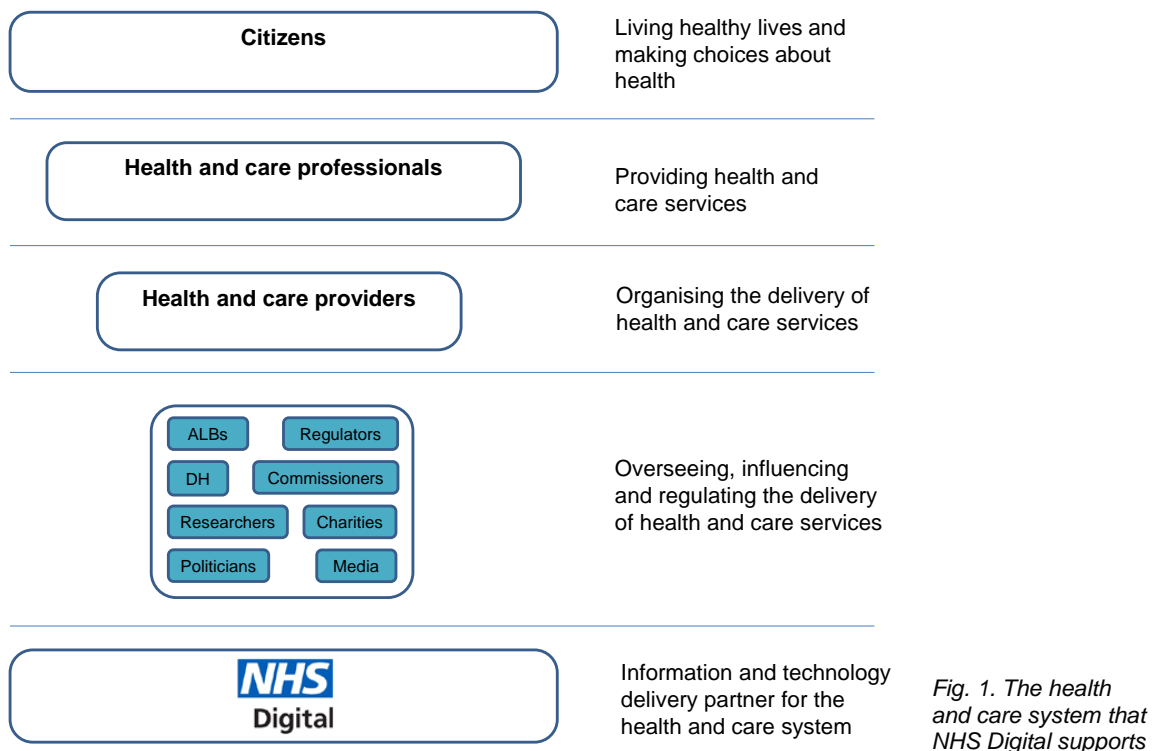 Citizens
Living healthy lives and
making choices about
health
Health and care professionals
Providing health and
care services
Health and care providers
Organising the delivery of
health and care services
ALBs
Regulators
DH
Commissioners
Researchers
Charities
Politicians
Media
Overseeing, influencing
and regulating the delivery
of health and care services
NHS
Digital
Information and technology
delivery partner for the
health and care system
Fig. 1. The health
and care system that
NHS Digital supports